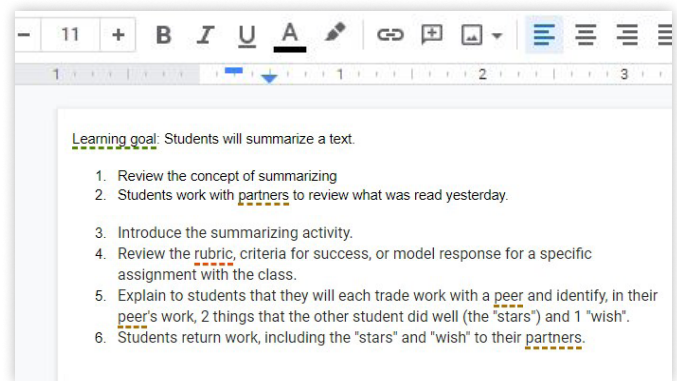 11
B I U A
1 1 2 3
Learning goal: Students will summarize a text.
1. Review the concept of summarizing
2. Students work with partners to review what was read yesterday.
3. Introduce the summarizing activity.
4. Review the rubric, criteria for success, or model response for a specific
assignment with the class.
5. Explain to students that they will each trade work with a peer and identify, in their
peer's work, 2 things that the other student did well (the "stars") and 1 "wish".
6. Students return work, including the "stars" and "wish" to their partners.